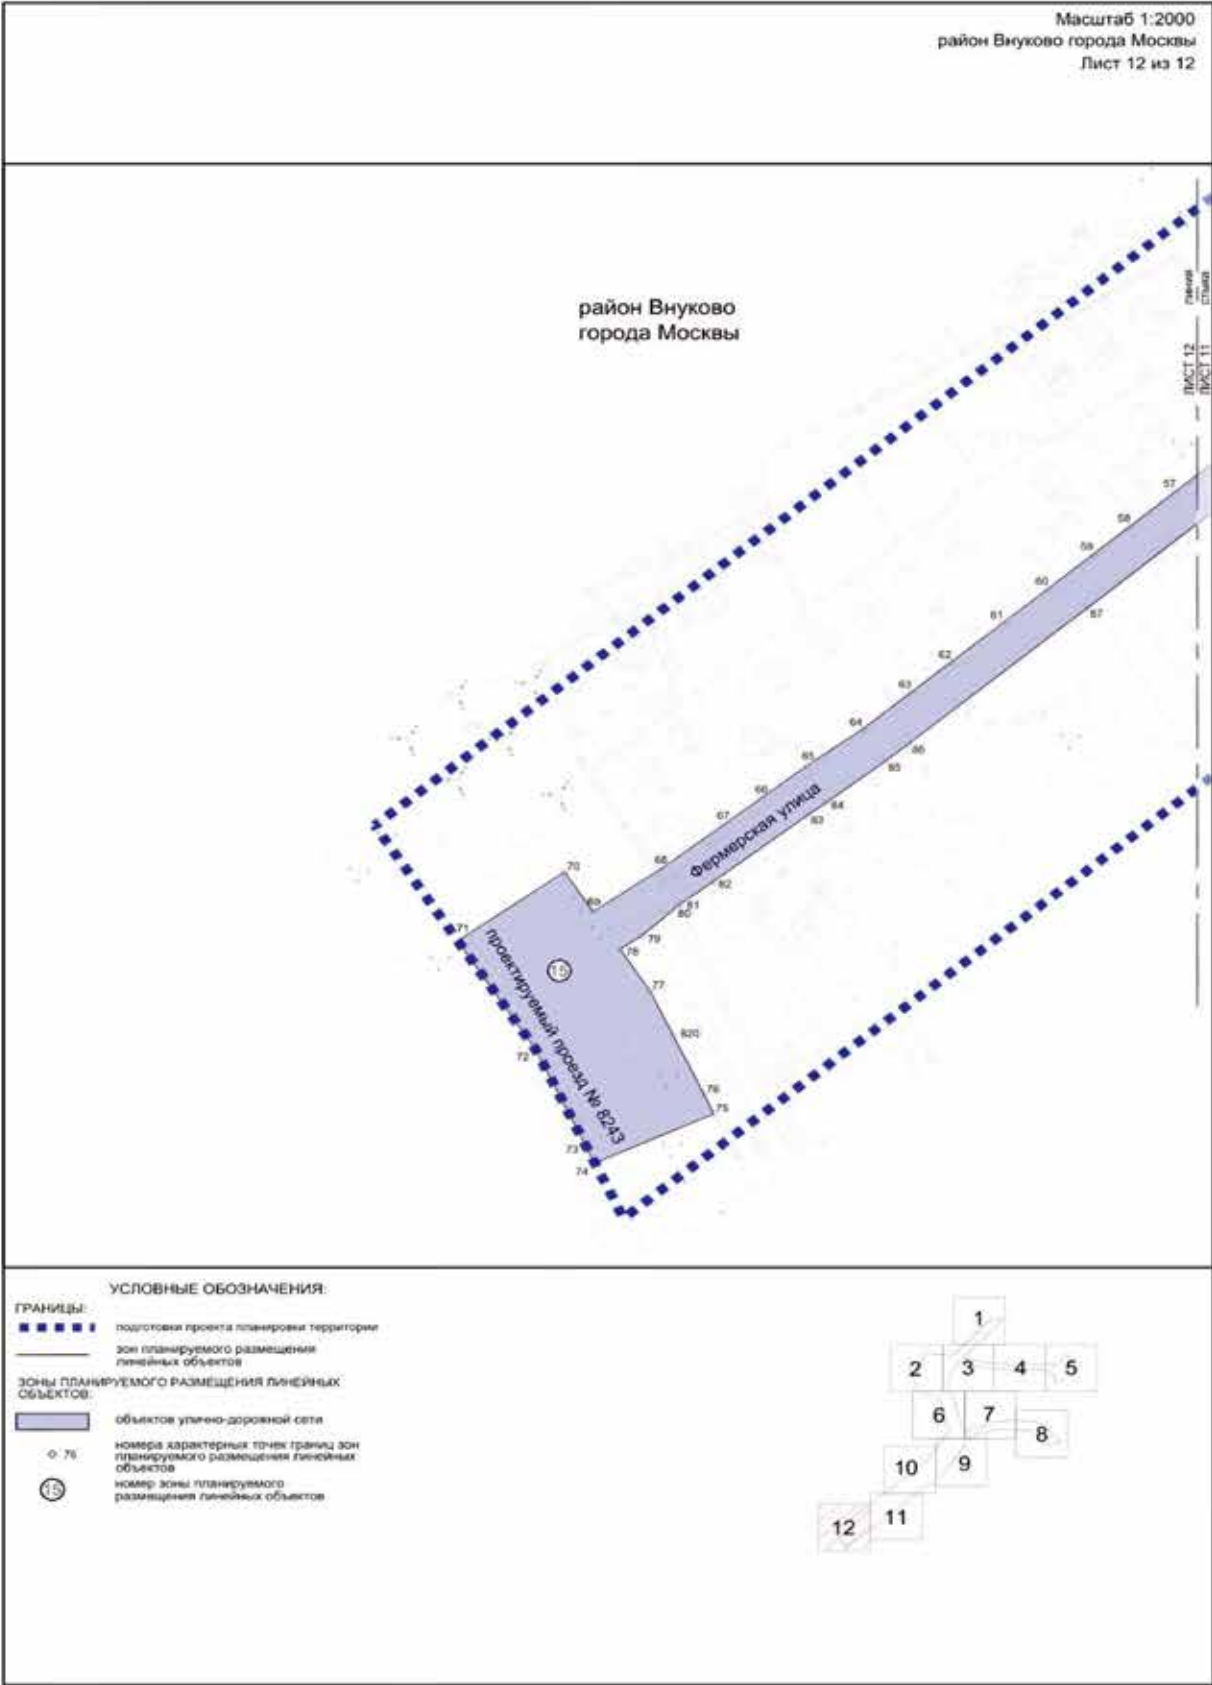 Масштаб 1:2000
район Внуково города Москвы
Лист 12 из 12
район Внуково
города Москвы
линия
стыка
ЛИСТ 12
ЛИСТ 11
57
58
59
60
61
87
62
63
64
86
65
85
66
84
67
83
Фермерская улица
68
82
70
69
81
80
71
79
78
проектируемый проезд № 8243
15
77
820
72
76
75
73
74
УСЛОВНЫЕ ОБОЗНАЧЕНИЯ:
ГРАНИЦЫ:
подготовки проекта планировки территории
зон планируемого размещения
линейных объектов
ЗОНЫ ПЛАНИРУЕМОГО РАЗМЕЩЕНИЯ ЛИНЕЙНЫХ
ОБЪЕКТОВ:
объектов улично-дорожной сети
76
номера характерных точек границ зон
планируемого размещения линейных
объектов
15
номер зоны планируемого
размещения линейных объектов
1
2 3 4 5
6 7
8
10 9
12 11